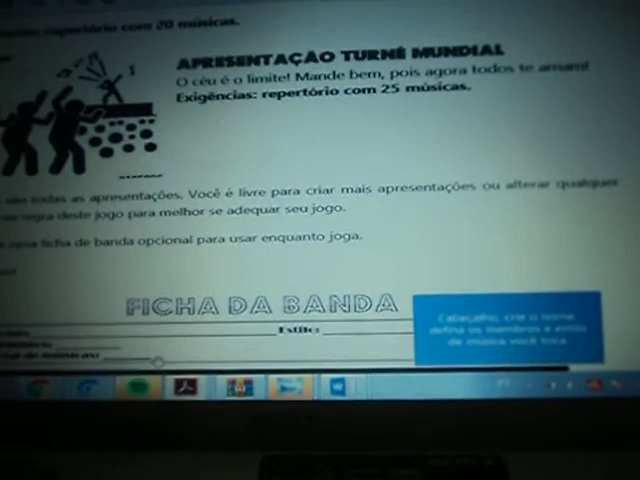 repertório com 20 músicas.
APRESENTAÇÃO TURNÊ MUNDIAL
O céu é o limite! Mande bem, pois agora todos te amam!
Exigências: repertório com 25 músicas.
são todas as apresentações. Você é livre para criar mais apresentações ou alterar qualquer
regra deste jogo para melhor se adequar seu jogo.
ficha de banda opcional para usar enquanto joga.
FICHA DA BANDA
Estilo:
Cabeçalho, crie o nome
defina os membros e estilo
de música você toca